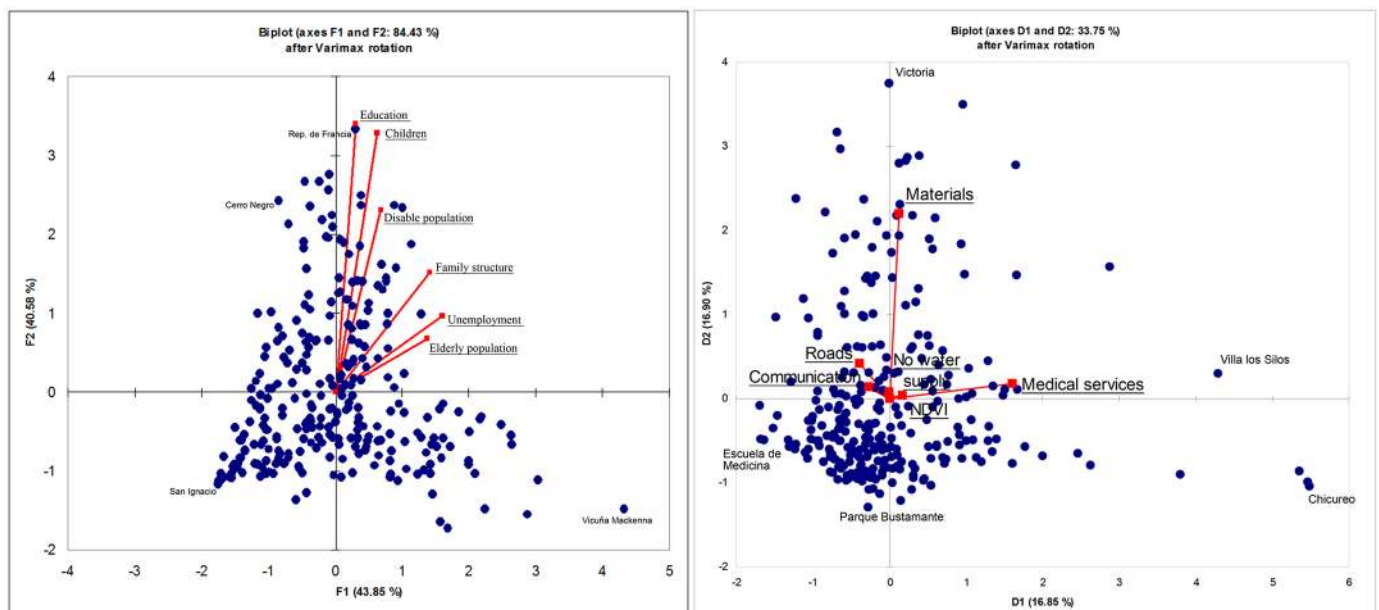 Biplot (axes F1 and F2: 84.43 %)
after Varimax rotation
4
3
2
1
0
-1
-2
F2 (40.58 %)
Education
Rep. de Francia
Children
Cerro Negro
Disable population
Family structure
Unemployment
Elderly population
San Ignacio
Vicuña Mackenna
-4
-3
-2
-1
0
1
2
3
4
5
F1 (43.85 %)
Biplot (axes D1 and D2: 33.75 %)
after Varimax rotation
4
3
2
1
0
-1
-2
D2 (16.90 %)
Victoria
Materials
Roads
No water
supply
Communication
Medical services
NDVI
Villa los Silos
Escuela de
Medicina
Chicureo
Parque Bustamante
-2
-1
0
1
2
3
4
5
6
D1 (16.85 %)